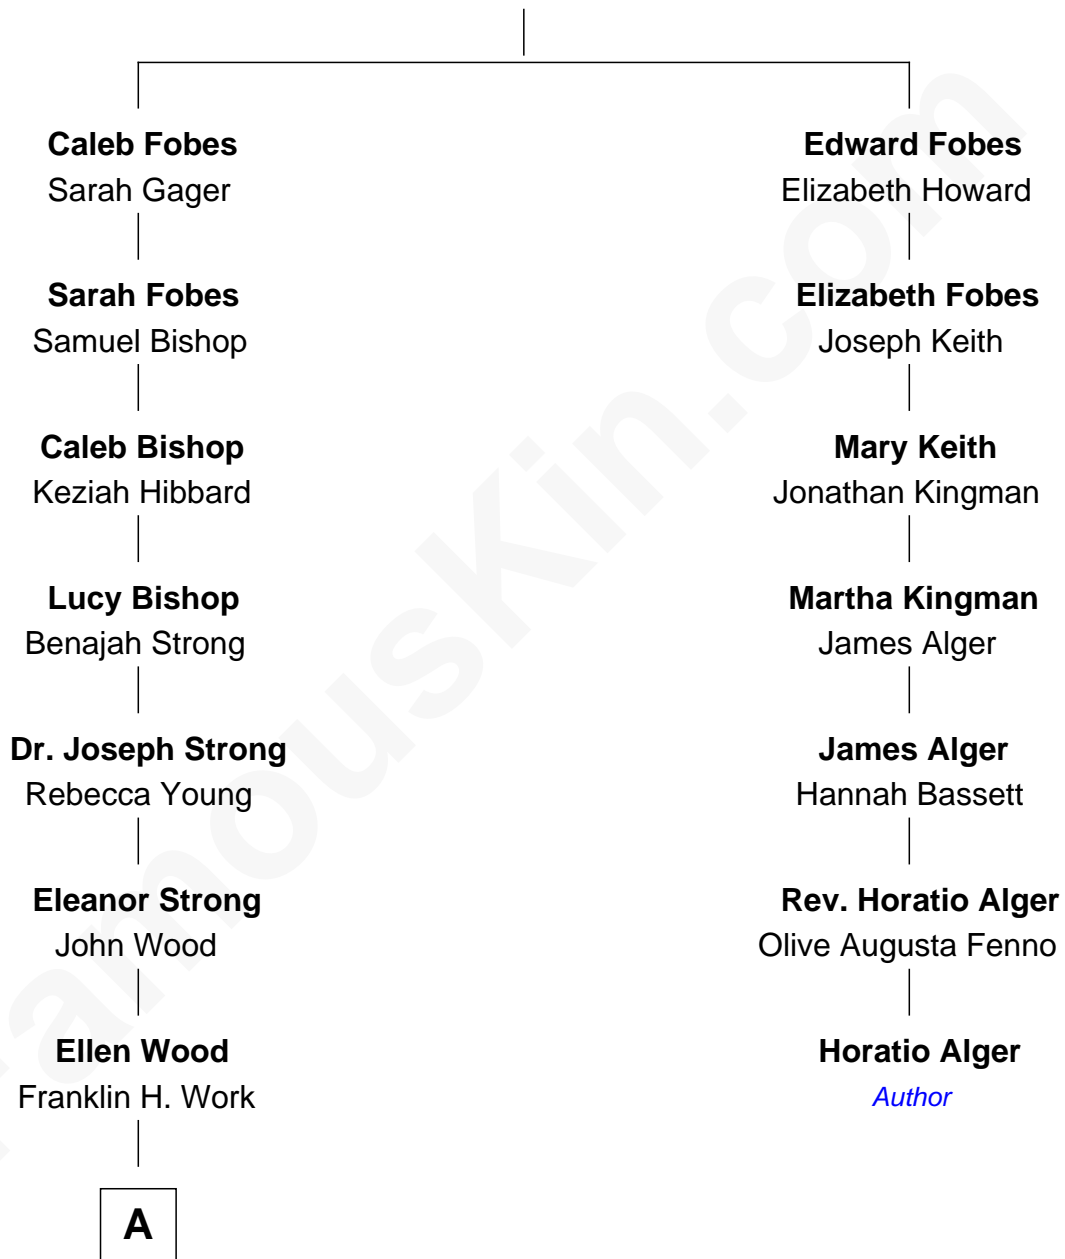 Caleb Fobes
Sarah Gager
Edward Fobes
Elizabeth Howard
Sarah Fobes
Samuel Bishop
Elizabeth Fobes
Joseph Keith
Caleb Bishop
Keziah Hibbard
Mary Keith
Jonathan Kingman
Lucy Bishop
Benajah Strong
Martha Kingman
James Alger
Dr. Joseph Strong
Rebecca Young
James Alger
Hannah Bassett
Eleanor Strong
John Wood
Rev. Horatio Alger
Olive Augusta Fenno
Ellen Wood
Franklin H. Work
Horatio Alger
Author
A
FamousKin.com